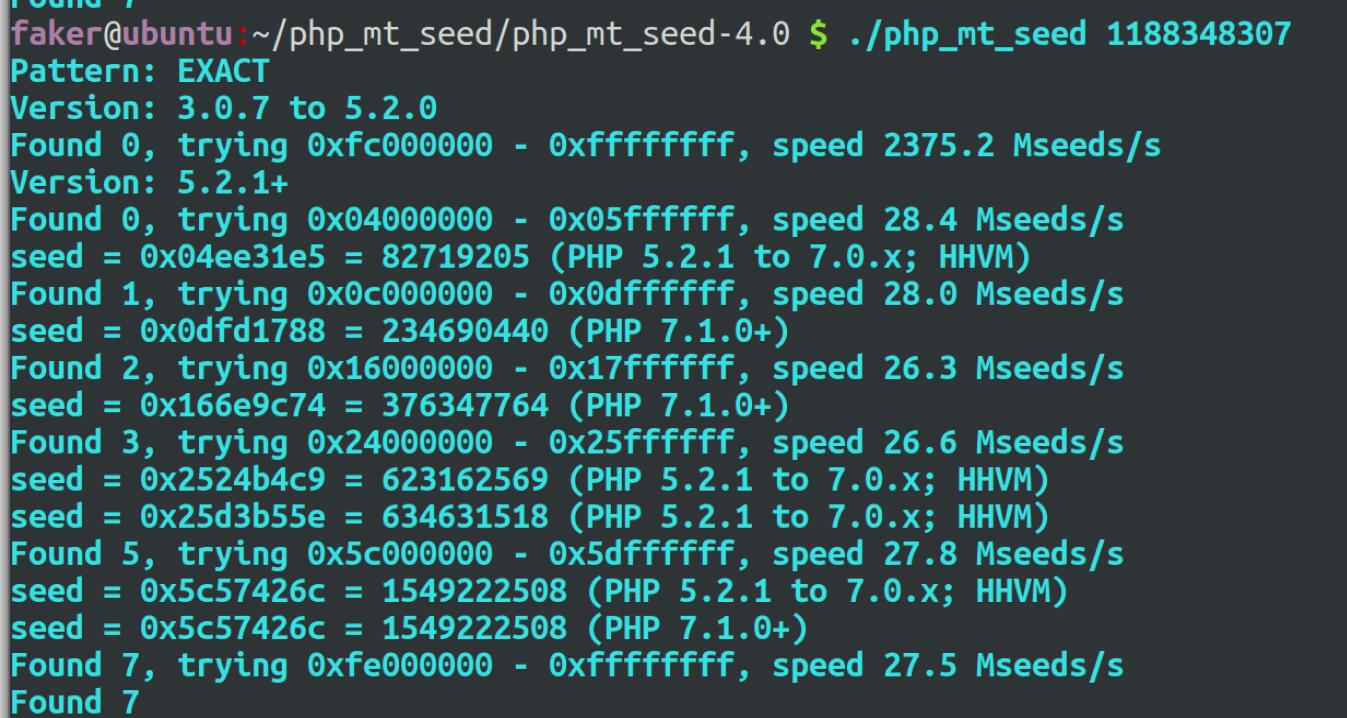 Found 7
faker@ubuntu:~/php_mt_seed/php_mt_seed-4.0 $ ./php_mt_seed 1188348307
Pattern: EXACT
Version: 3.0.7 to 5.2.0
Found 0, trying 0xfc000000 - 0xffffffff, speed 2375.2 Mseeds/s
Version: 5.2.1+
Found 0, trying 0x04000000 - 0x05ffffff, speed 28.4 Mseeds/s
seed = 0x04ee31e5 = 82719205 (PHP 5.2.1 to 7.0.x; HHVM)
Found 1, trying 0x0c000000 - 0x0dffffff, speed 28.0 Mseeds/s
seed = 0x0dfd1788 = 234690440 (PHP 7.1.0+)
Found 2, trying 0x16000000 - 0x17ffffff, speed 26.3 Mseeds/s
seed = 0x166e9c74 = 376347764 (PHP 7.1.0+)
Found 3, trying 0x24000000 - 0x25ffffff, speed 26.6 Mseeds/s
seed = 0x2524b4c9 = 623162569 (PHP 5.2.1 to 7.0.x; HHVM)
seed = 0x25d3b55e = 634631518 (PHP 5.2.1 to 7.0.x; HHVM)
Found 5, trying 0x5c000000 - 0x5dffffff, speed 27.8 Mseeds/s
seed = 0x5c57426c = 1549222508 (PHP 5.2.1 to 7.0.x; HHVM)
seed = 0x5c57426c = 1549222508 (PHP 7.1.0+)
Found 7, trying 0xfe000000 - 0xffffffff, speed 27.5 Mseeds/s
Found 7